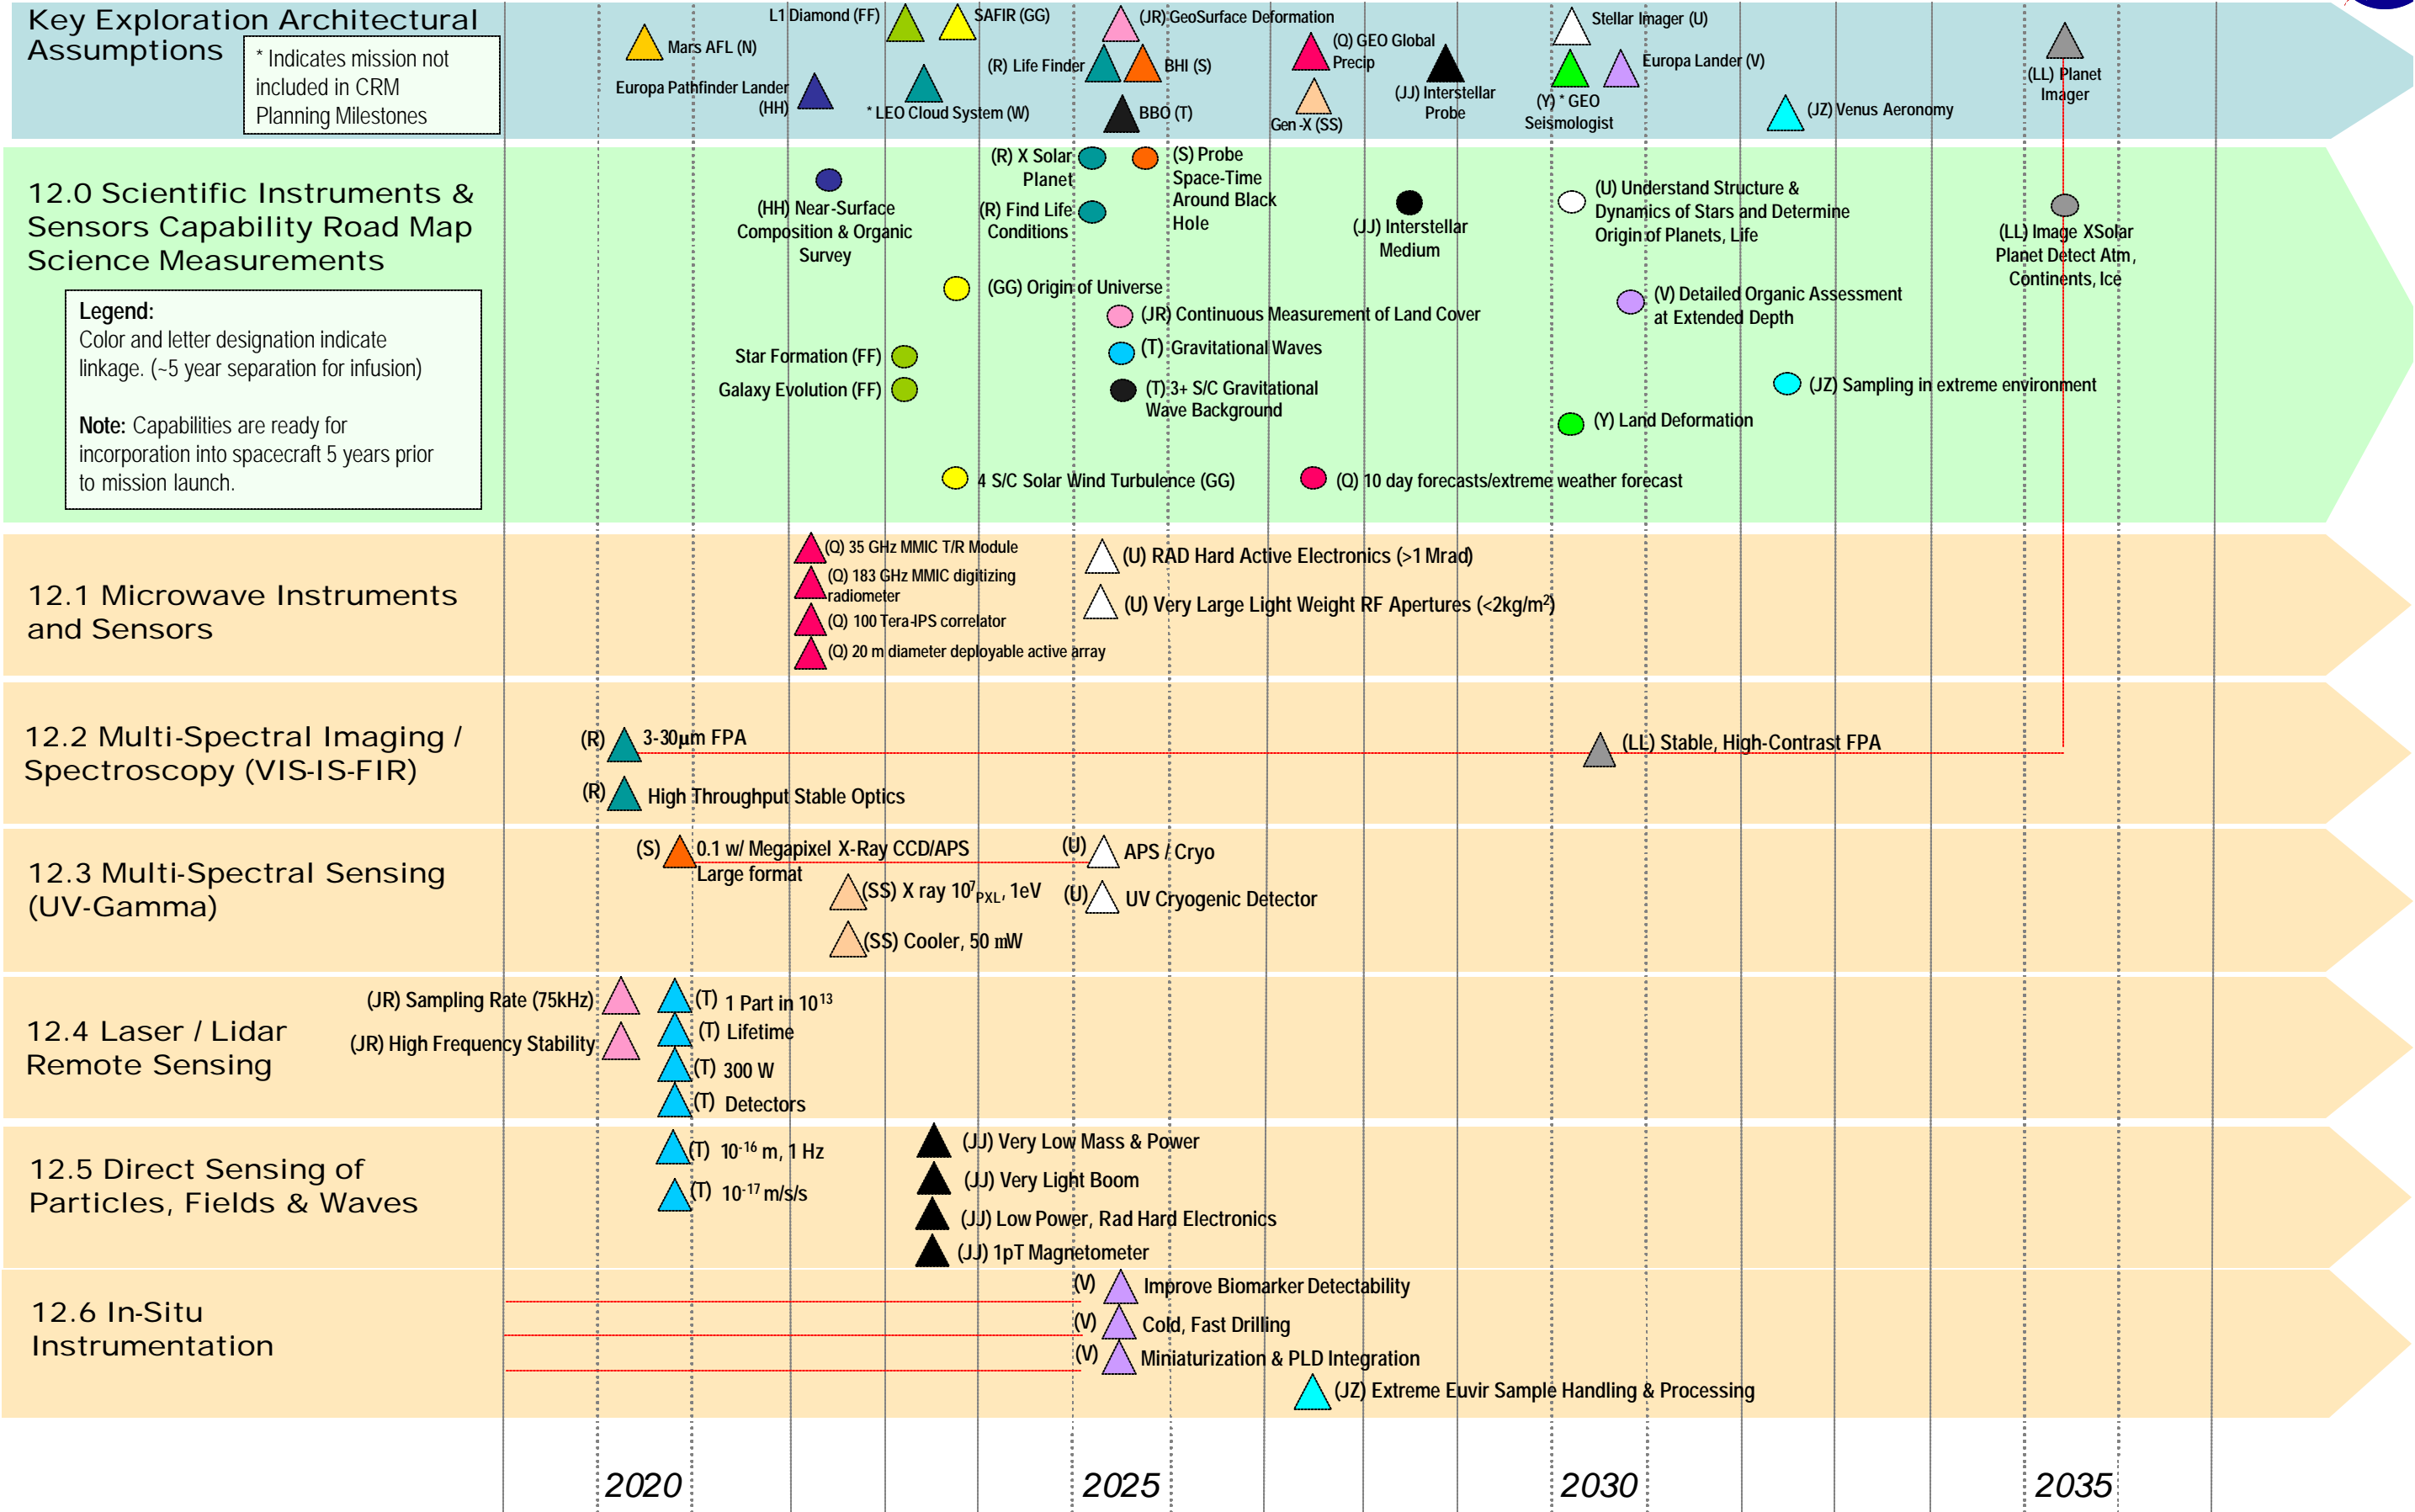 Key Exploration Architectural
Assumptions
* Indicates mission not
included in CRM
Planning Milestones
Mars AFL (N)
L1 Diamond (FF)
SAFIR (GG)
Europa Pathfinder Lander
(HH)
* LEO Cloud System (W)
(JR) GeoSurface Deformation
(R) Life Finder
BHI (S)
BBO (T)
(Q) GEO Global
Precip
Gen-X (SS)
(JJ) Interstellar
Probe
Stellar Imager (U)
Europa Lander (V)
(Y) * GEO
Seismologist
(JZ) Venus Aeronomy
(LL) Planet
Imager
12.0 Scientific Instruments &
Sensors Capability Road Map
Science Measurements
Legend:
Color and letter designation indicate
linkage. (~5 year separation for infusion)
Note: Capabilities are ready for
incorporation into spacecraft 5 years prior
to mission launch.
(HH) Near-Surface
Composition & Organic
Survey
(R) X Solar
Planet
(R) Find Life
Conditions
(S) Probe
Space-Time
Around Black
Hole
(JJ) Interstellar
Medium
(U) Understand Structure &
Dynamics of Stars and Determine
Origin of Planets, Life
(LL) Image XSolar
Planet Detect Atm,
Continents, Ice
(GG) Origin of Universe
(JR) Continuous Measurement of Land Cover
(V) Detailed Organic Assessment
at Extended Depth
Star Formation (FF)
(T) Gravitational Waves
Galaxy Evolution (FF)
(T) 3+ S/C Gravitational
Wave Background
(JZ) Sampling in extreme environment
(Y) Land Deformation
4 S/C Solar Wind Turbulence (GG)
(Q) 10 day forecasts/extreme weather forecast
12.1 Microwave Instruments
and Sensors
(Q) 35 GHz MMIC T/R Module
(Q) 183 GHz MMIC digitizing
radiometer
(Q) 100 Tera-IPS correlator
(Q) 20 m diameter deployable active array
(U) RAD Hard Active Electronics (>1 Mrad)
(U) Very Large Light Weight RF Apertures (<2kg/m²)
12.2 Multi-Spectral Imaging /
Spectroscopy (VIS-IS-FIR)
(R) 3-30μm FPA
(R) High Throughput Stable Optics
(LL) Stable, High-Contrast FPA
12.3 Multi-Spectral Sensing
(UV-Gamma)
(S) 0.1 w/ Megapixel X-Ray CCD/APS
Large format
(SS) X ray 10⁷PXL, 1eV
(SS) Cooler, 50 mW
(U) APS / Cryo
(U) UV Cryogenic Detector
12.4 Laser / Lidar
Remote Sensing
(JR) Sampling Rate (75kHz)
(JR) High Frequency Stability
(T) 1 Part in 10¹³
(T) Lifetime
(T) 300 W
(T) Detectors
12.5 Direct Sensing of
Particles, Fields & Waves
(T) 10⁻¹⁶ m, 1 Hz
(T) 10⁻¹⁷ m/s/s
(JJ) Very Low Mass & Power
(JJ) Very Light Boom
(JJ) Low Power, Rad Hard Electronics
(JJ) 1pT Magnetometer
12.6 In-Situ
Instrumentation
(V) Improve Biomarker Detectability
(V) Cold, Fast Drilling
(V) Miniaturization & PLD Integration
(JZ) Extreme Euvir Sample Handling & Processing
2020
2025
2030
2035